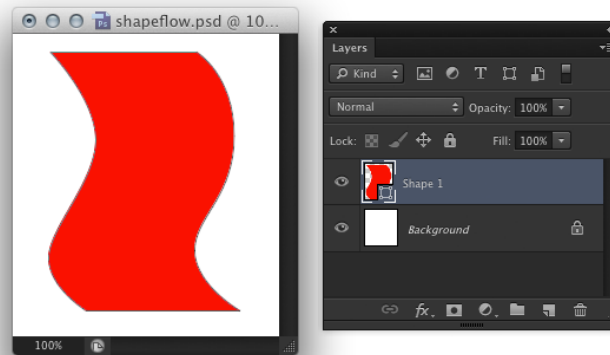 shapeflow.psd @ 10...
100%
Layers
Kind
Normal
Opacity: 100%
Lock:
Fill: 100%
Shape 1
Background